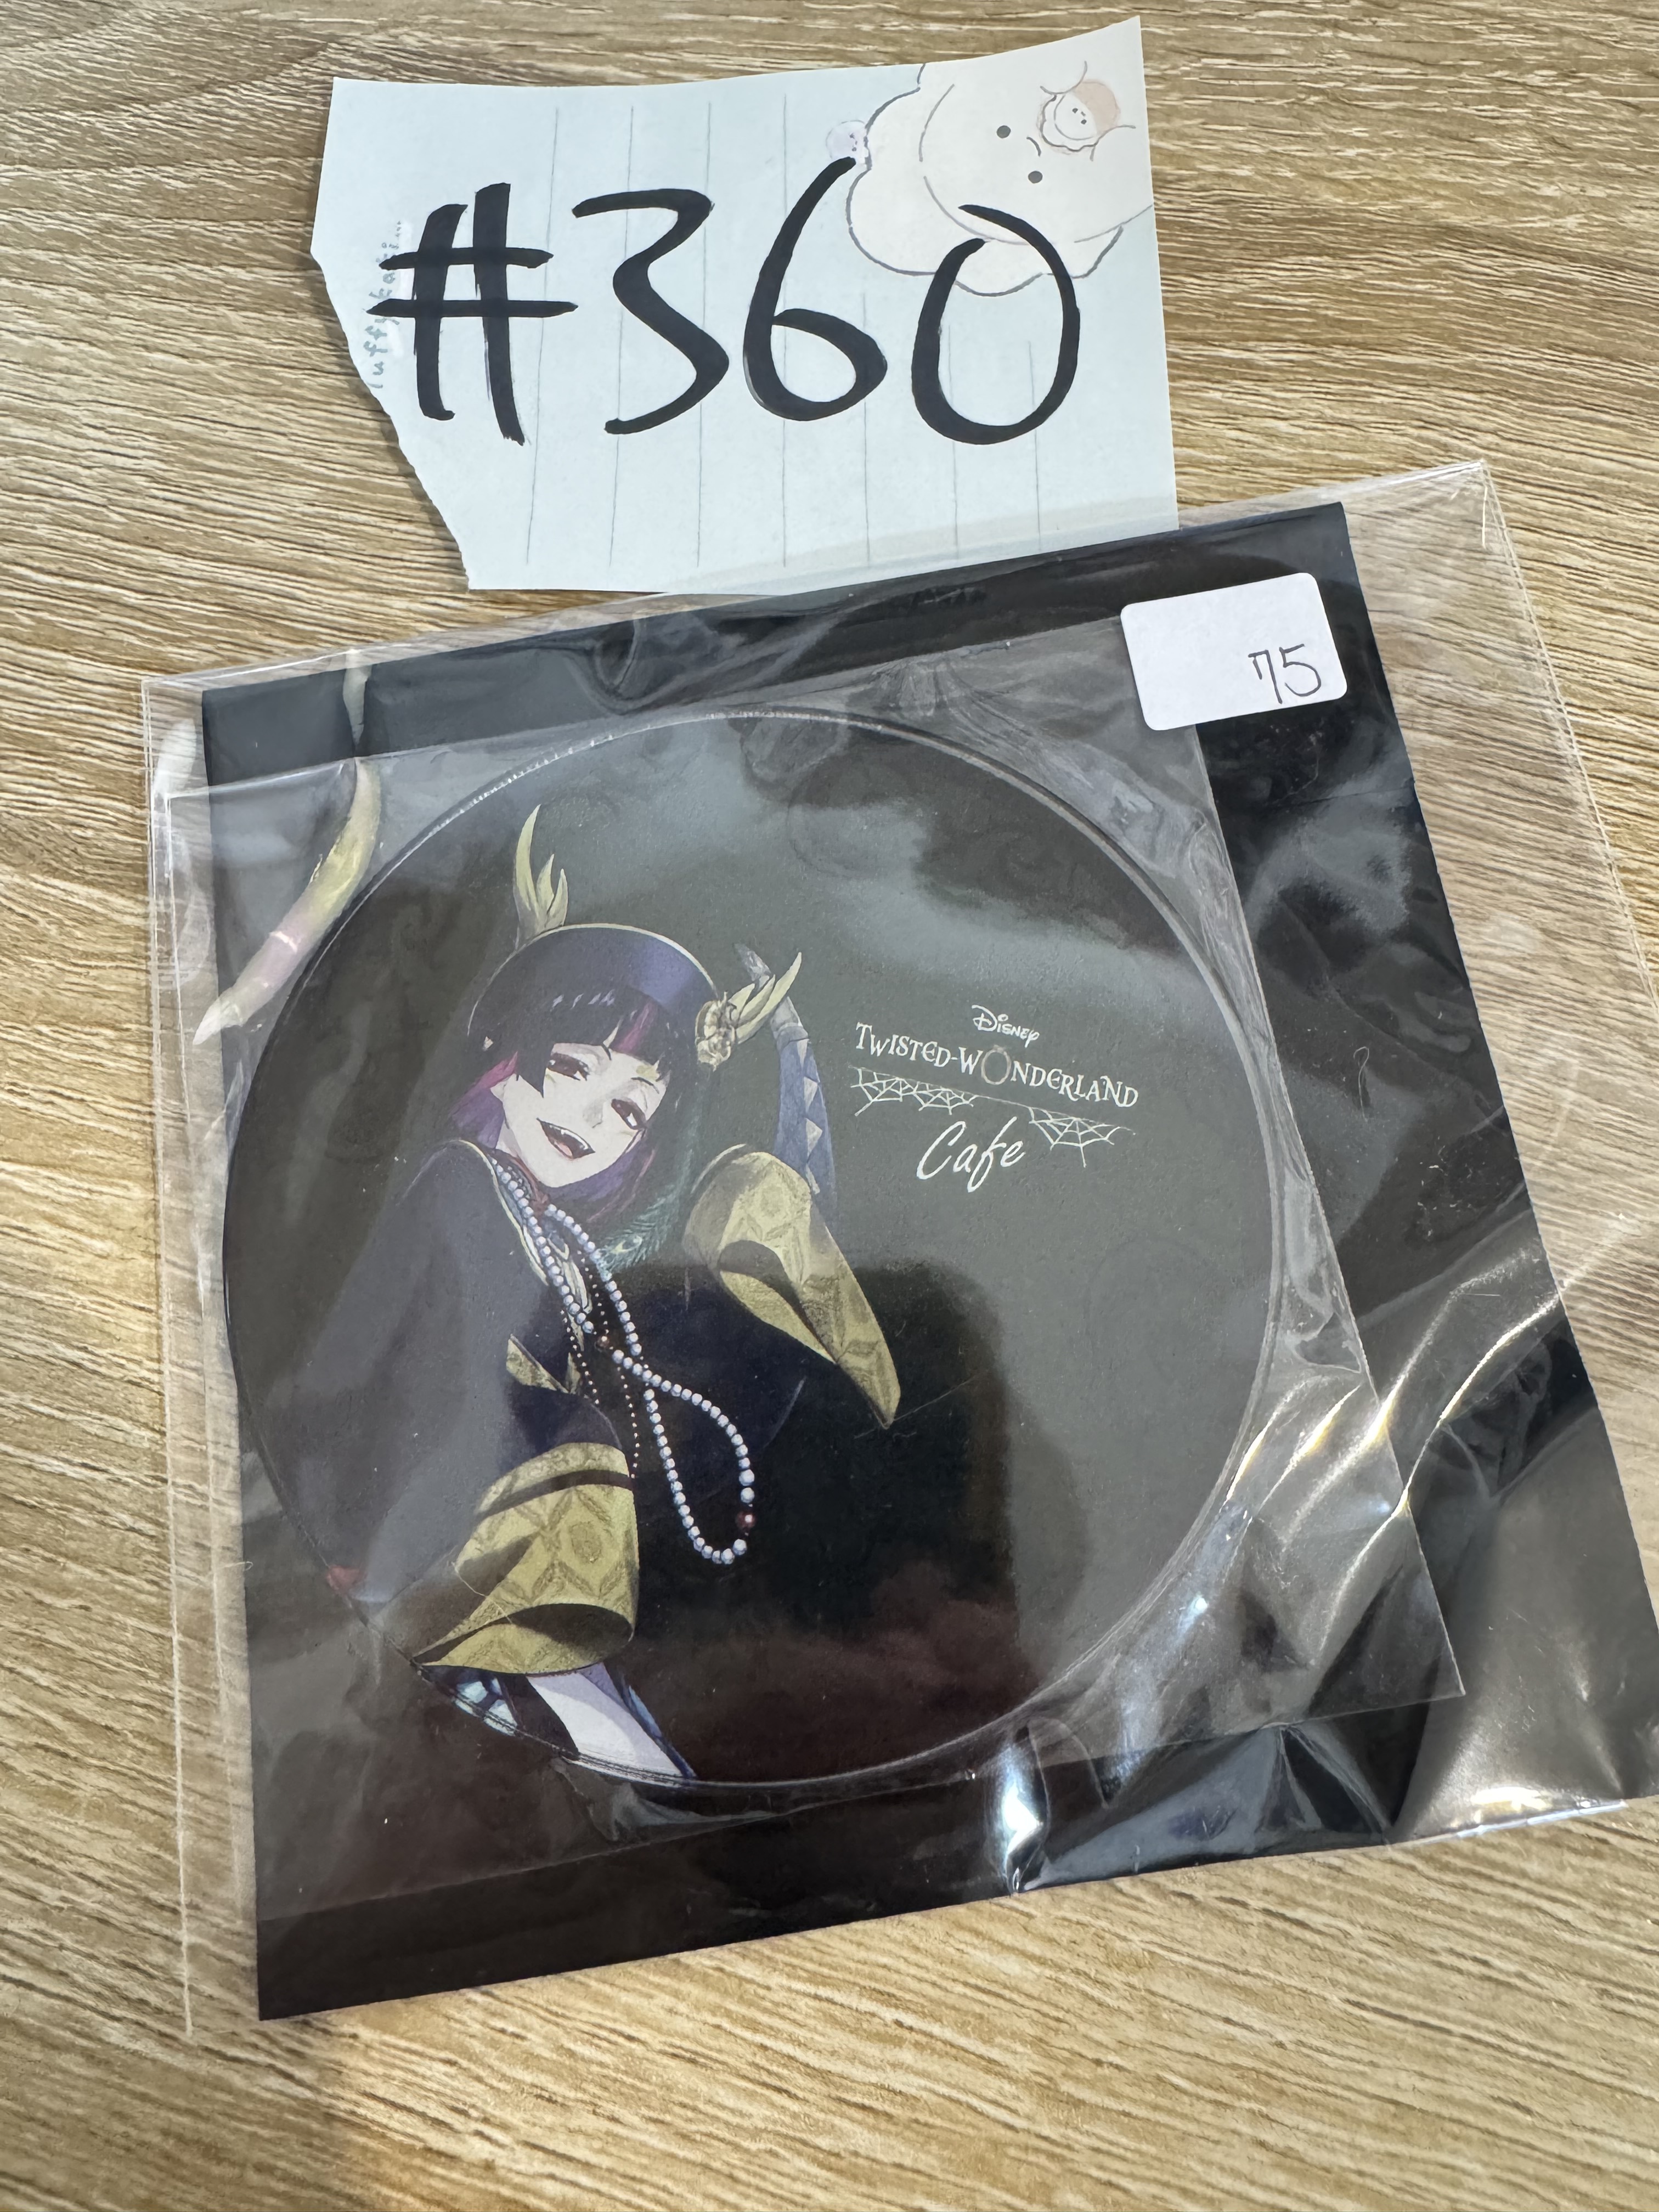 #360
75
Disney
Twisted-Wonderland
Cafe